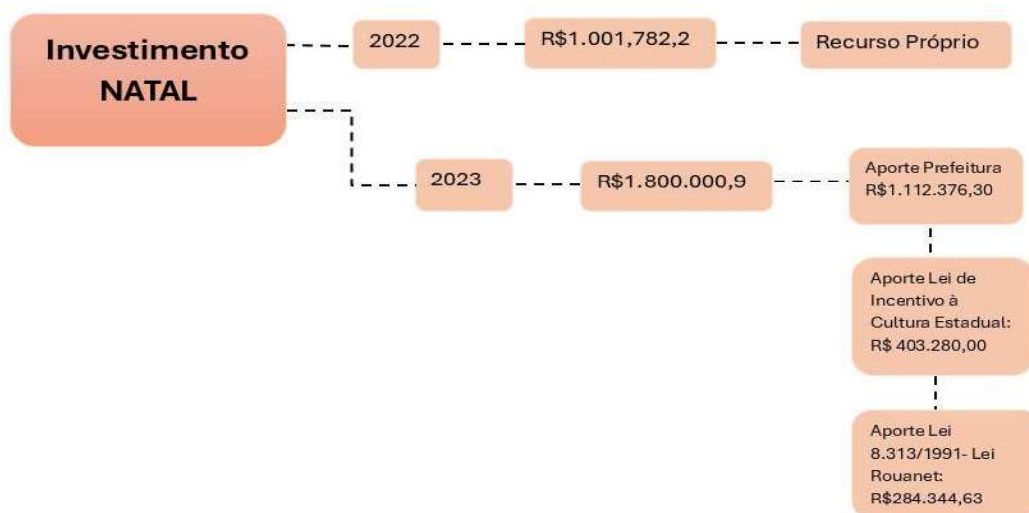 Investimento
NATAL
2022
R$1.001,782,2
Recurso Próprio
2023
R$1.800.000,9
Aporte Prefeitura
R$1.112.376,30
Aporte Lei de
Incentivo à
Cultura Estadual:
R$ 403.280,00
Aporte Lei
8.313/1991- Lei
Rouanet:
R$284.344,63